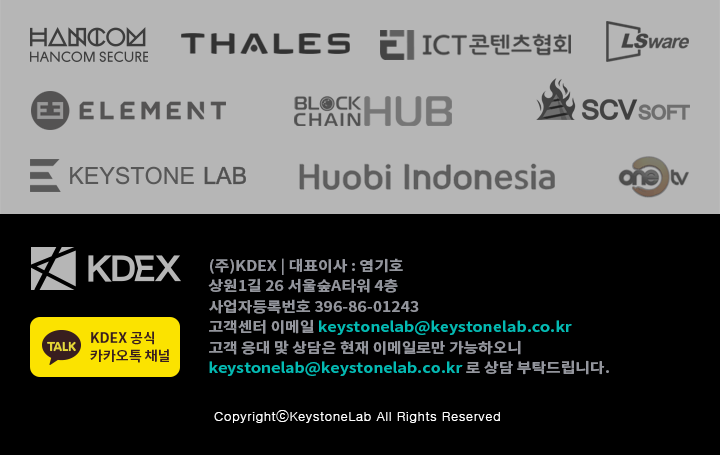 HANCOM
HANCOM SECURE
THALES
ICT콘텐츠협회
LSware
ELEMENT
BLOCK CHAIN HUB
SCVSOFT
KEYSTONE LAB
Huobi Indonesia
one tv
KDEX
(주)KDEX | 대표이사 : 염기호
상원1길 26 서울숲A타워 4층
사업자등록번호 396-86-01243
고객센터 이메일 keystonelab@keystonelab.co.kr
고객 응대 맟 상담은 현재 이메일로만 가능하오니
keystonelab@keystonelab.co.kr 로 상담 부탁드립니다.
TALK
KDEX 공식
카카오톡 채널
CopyrightⓒKeystoneLab All Rights Reserved